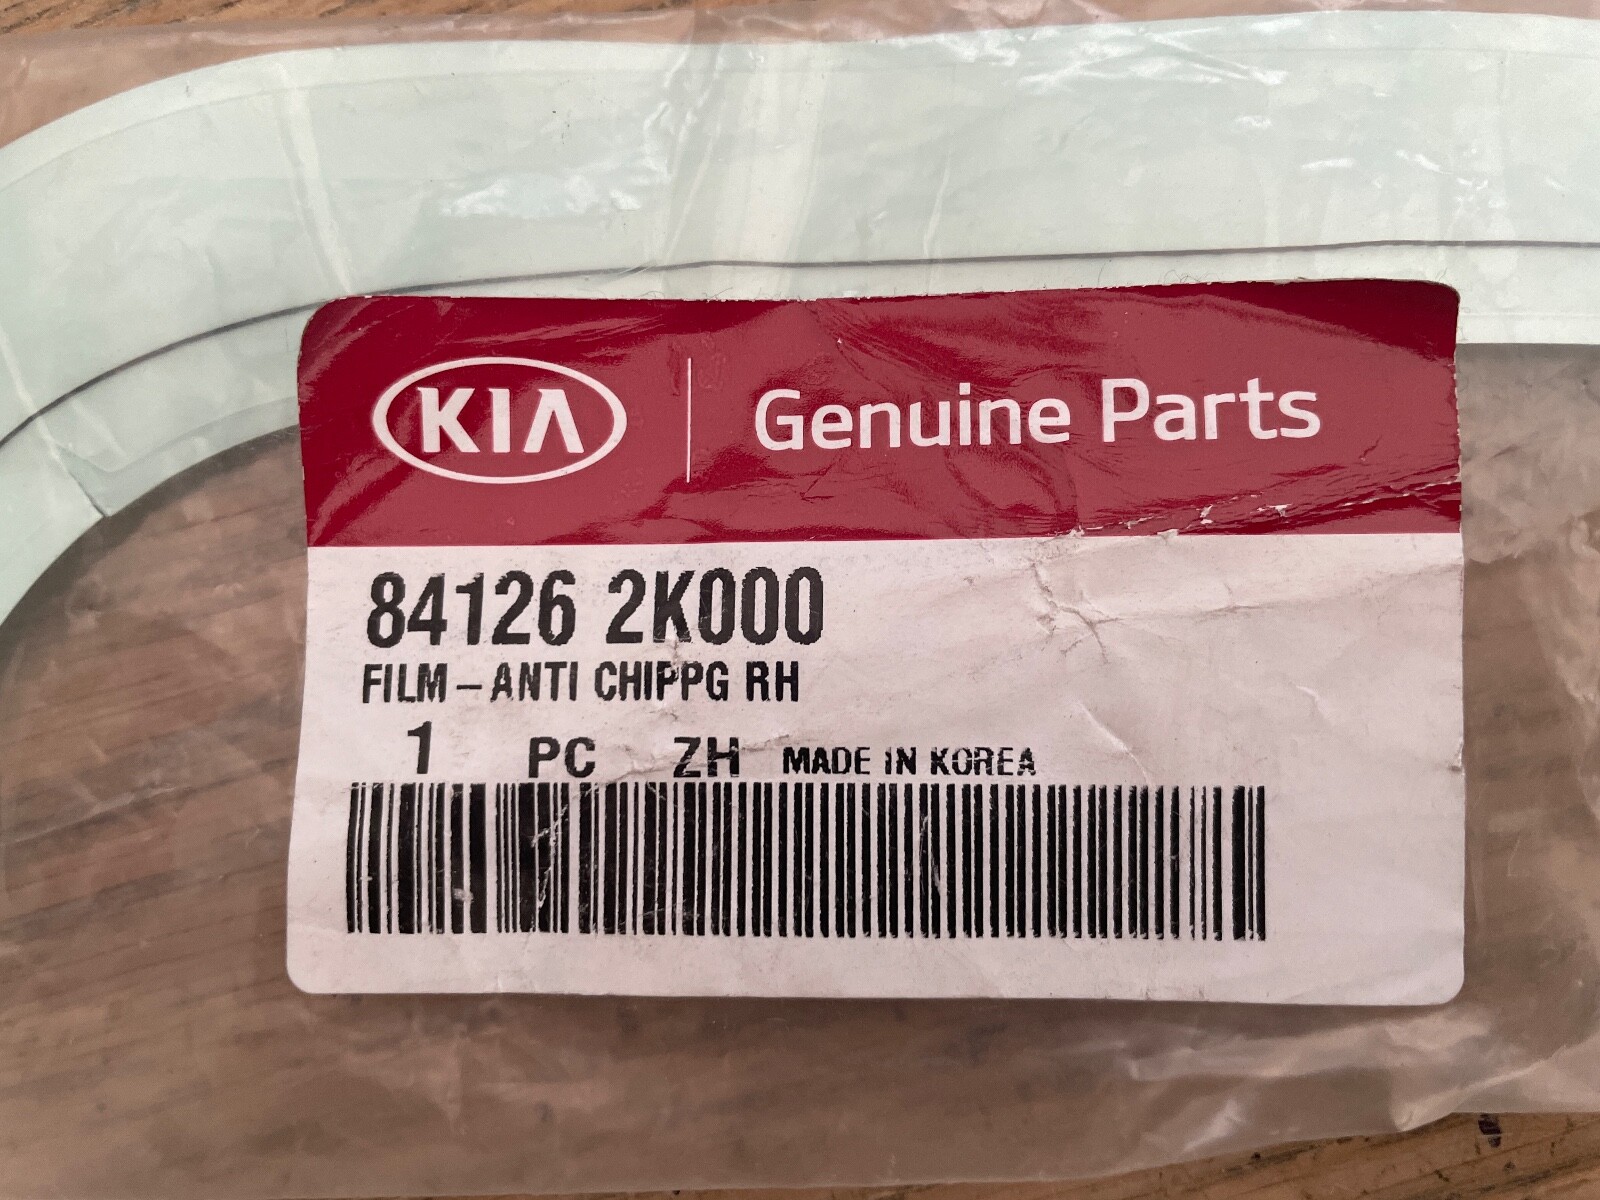 KIA Genuine Parts
84126 2K000
FILM-ANTI CHIPPG RH
1 PC ZH MADE IN KOREA